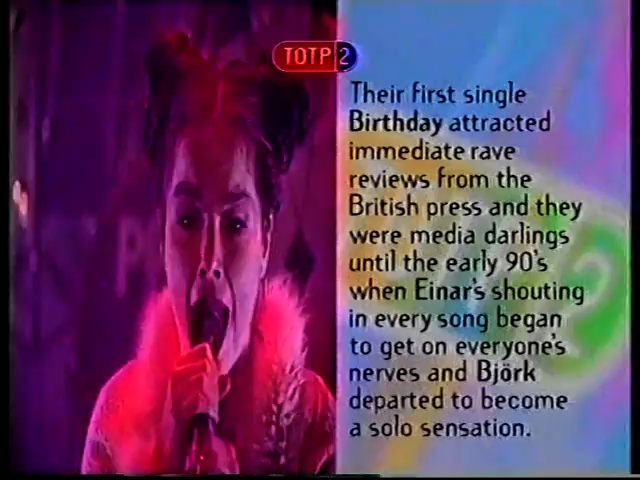 TOTP 2
Their first single
Birthday attracted
immediate rave
reviews from the
British press and they
were media darlings
until the early 90's
when Einar's shouting
in every song began
to get on everyone's
nerves and Björk
departed to become
a solo sensation.